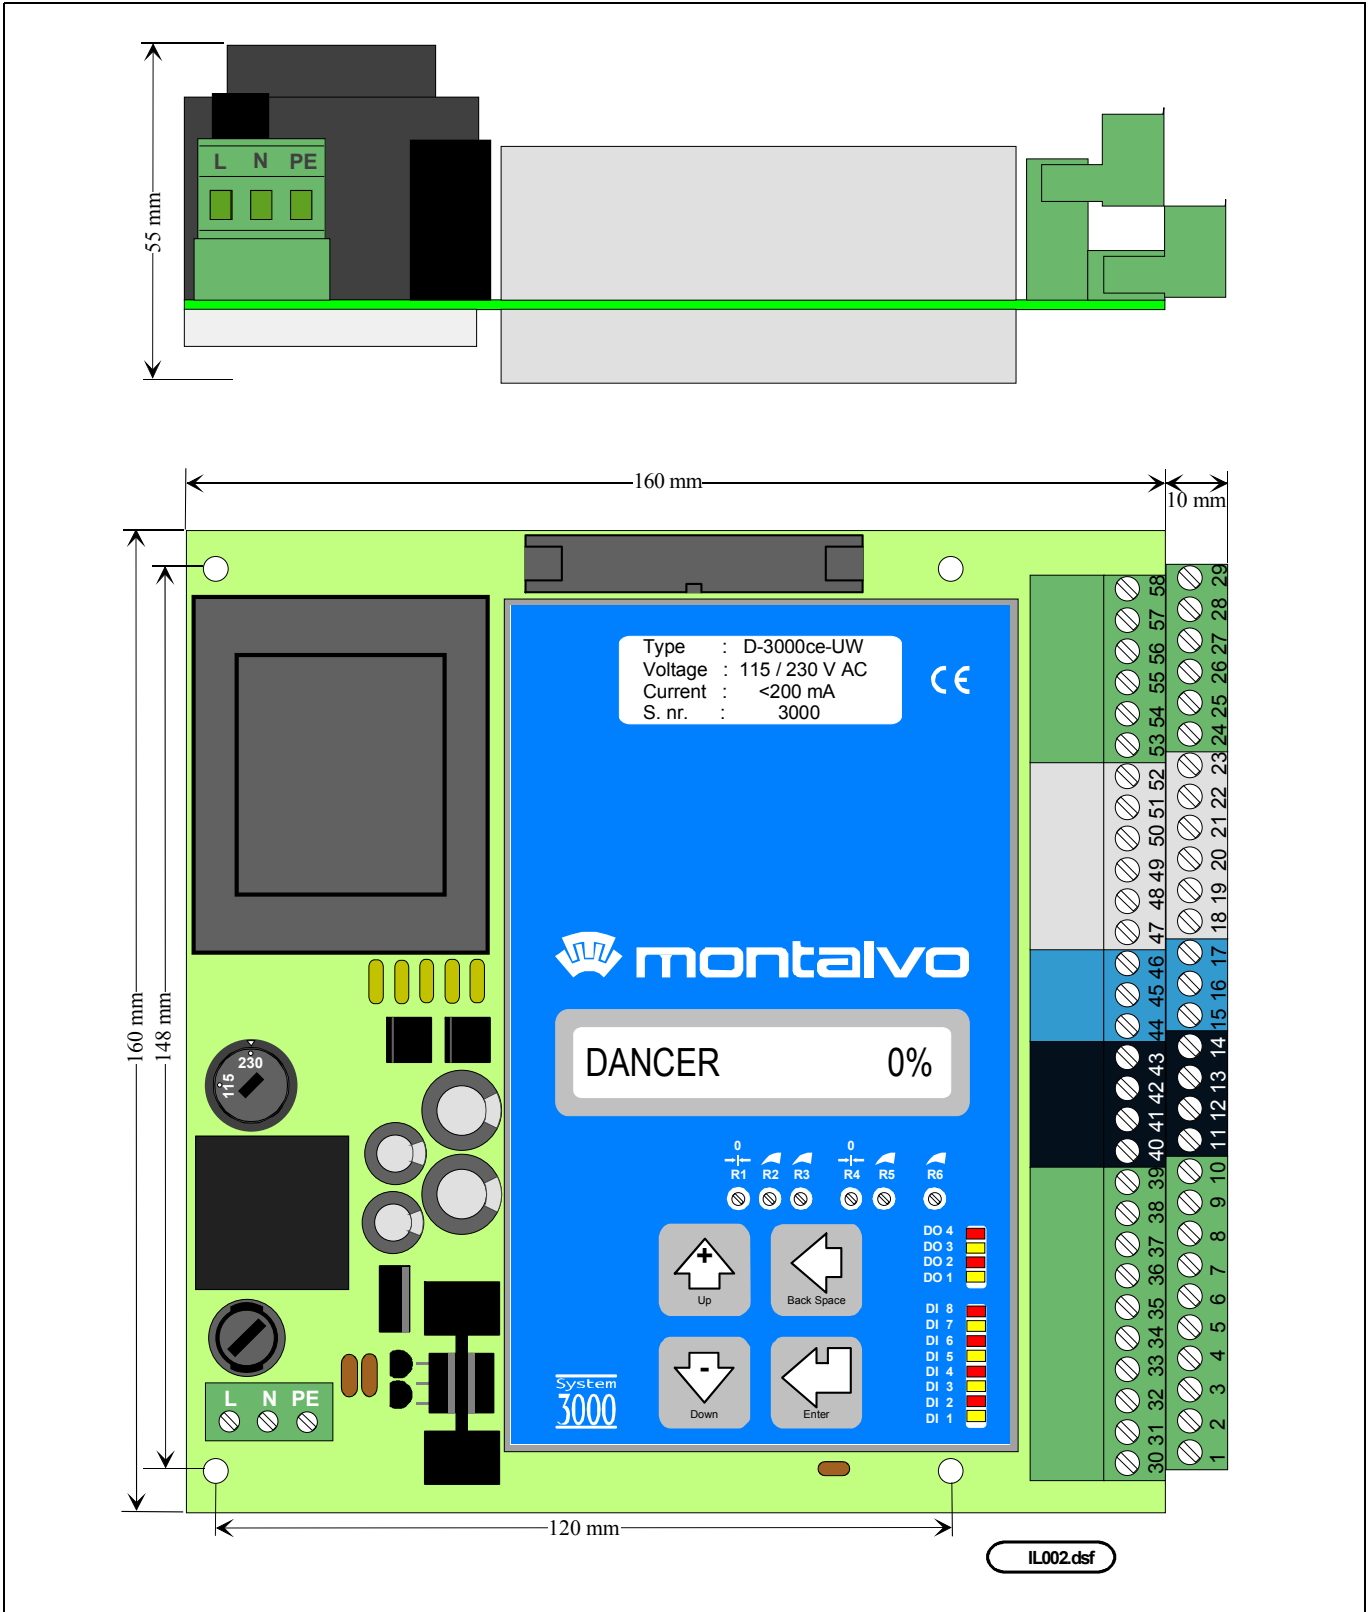 L N PE
55 mm
160 mm
10 mm
160 mm
148 mm
120 mm
Type : D-3000ce-UW
Voltage : 115 / 230 V AC
Current : <200 mA
S. nr. : 3000
CE
montalvo
DANCER 0%
0 0
R1 R2 R3 R4 R5 R6
DO 4
DO 3
DO 2
DO 1
DI 8
DI 7
DI 6
DI 5
DI 4
DI 3
DI 2
DI 1
+
Up
Back Space
-
Down
Enter
System
3000
230
115
L N PE
58
57
56
55
54
53
52
51
50
49
48
47
46
45
44
43
42
41
40
39
38
37
36
35
34
33
32
31
30
29
28
27
26
25
24
23
22
21
20
19
18
17
16
15
14
13
12
11
10
9
8
7
6
5
4
3
2
1
IL002.dsf